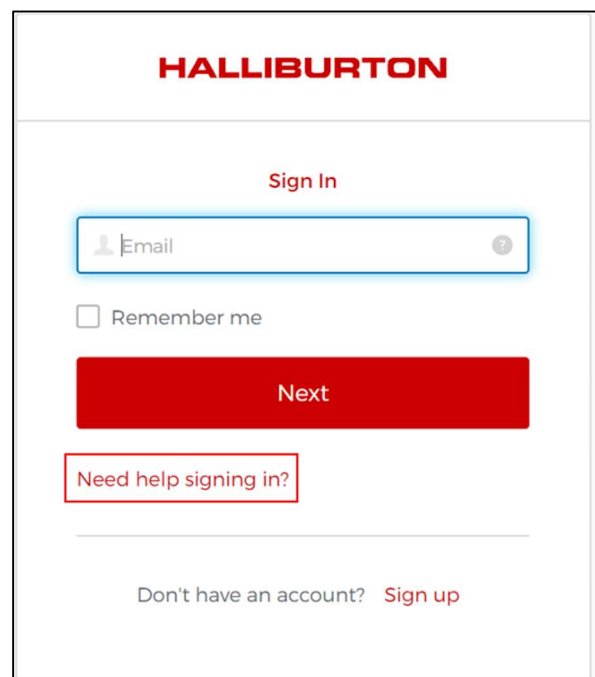 HALLIBURTON
Sign In
Email ?
Remember me
Next
Need help signing in?
Don't have an account? Sign up